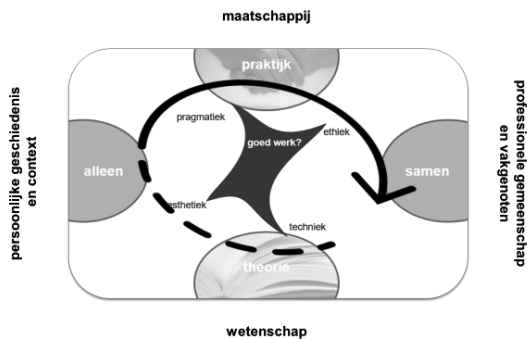 maatschappij
praktijk
pragmatiek
ethiek
goed werk?
persoonlijke geschiedenis
en context
alleen
samen
professionele gemeenschap
en vakgenoten
esthetiek
techniek
theorie
wetenschap